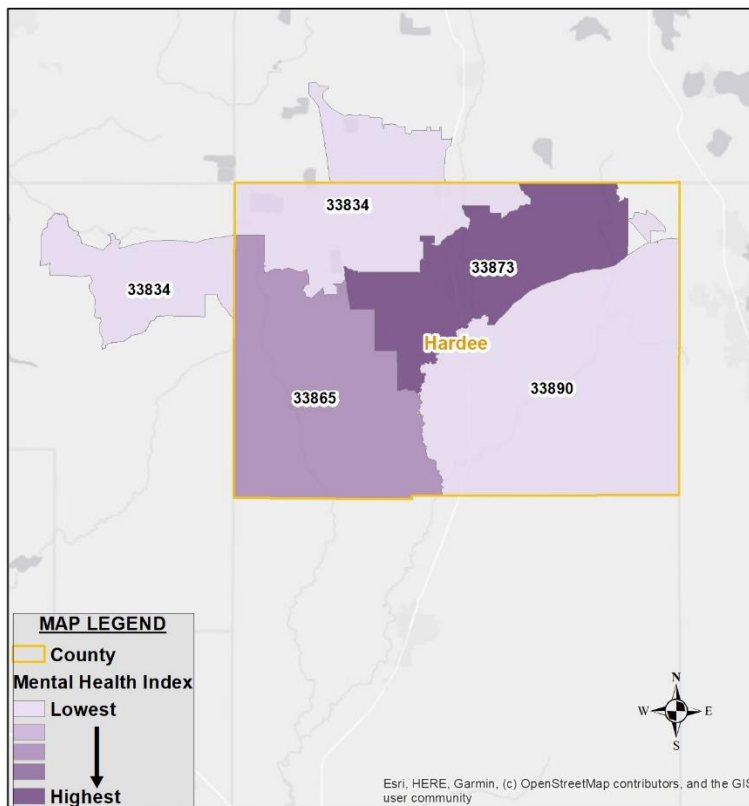 33834
33873
33834
Hardee
33865
33890
MAP LEGEND
County
Mental Health Index
Lowest
Highest
N
W
E
S
Esri, HERE, Garmin, (c) OpenStreetMap contributors, and the GIS
user community